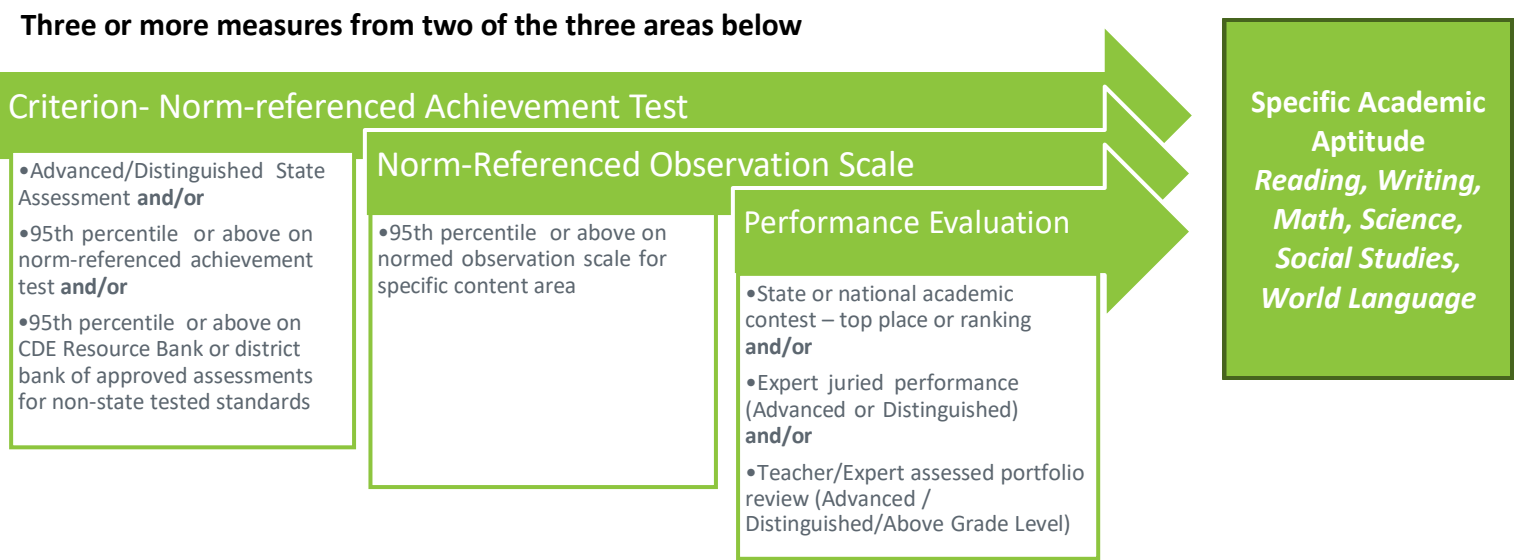 Three or more measures from two of the three areas below
Criterion- Norm-referenced Achievement Test
•Advanced/Distinguished State
Assessment and/or
•95th percentile or above on
norm-referenced achievement
test and/or
•95th percentile or above on
CDE Resource Bank or district
bank of approved assessments
for non-state tested standards
Norm-Referenced Observation Scale
•95th percentile or above on
normed observation scale for
specific content area
Performance Evaluation
•State or national academic
contest – top place or ranking
and/or
•Expert juried performance
(Advanced or Distinguished)
and/or
•Teacher/Expert assessed portfolio
review (Advanced /
Distinguished/Above Grade Level)
Specific Academic
Aptitude
Reading, Writing,
Math, Science,
Social Studies,
World Language